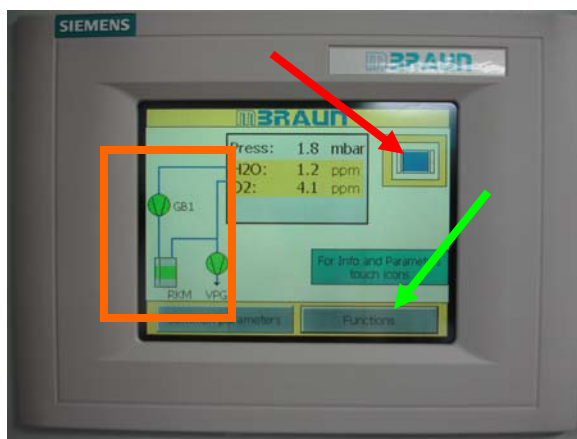 SIEMENS
MBRAUN
MBRAUN
Press: 1.8 mbar
H2O: 1.2 ppm
O2: 4.1 ppm
GB1
For Info and Parameters
touch icons
RKM VPG
parameters Functions